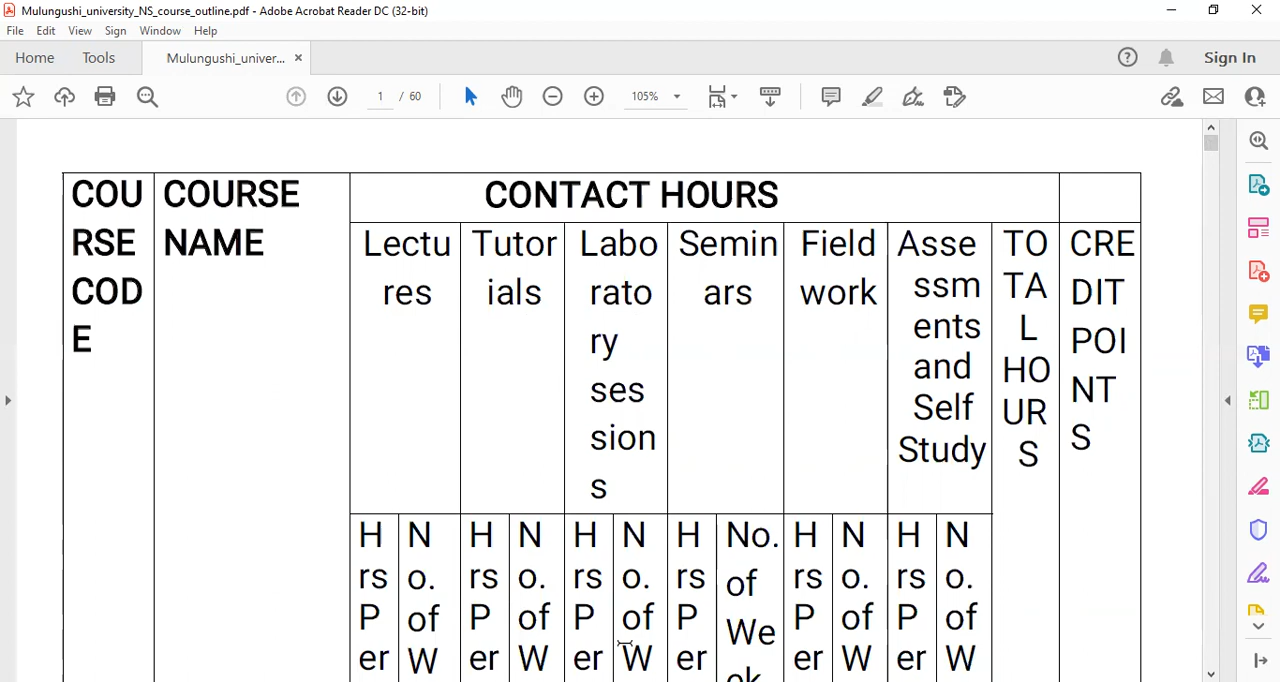 Mulungushi_university_NS_course_outline.pdf - Adobe Acrobat Reader DC (32-bit)
File Edit View Sign Window Help
Home Tools Mulungushi_univer... × Sign In
1 / 60 105%
COU
RSE
COD
E
COURSE
NAME
CONTACT HOURS
Lectu
res
Tutor
ials
Labo
rato
ry
ses
sion
s
Semin
ars
Field
work
Asse
ssm
ents
and
Self
Study
TO
TA
L
HO
UR
S
CRE
DIT
POI
NT
S
H
rs
P
er
N
o.
of
W
H
rs
P
er
N
o.
of
W
H
rs
P
er
N
o.
of
W
H
rs
P
er
No.
of
We
ek
H
rs
P
er
N
o.
of
W
H
rs
P
er
N
o.
of
W